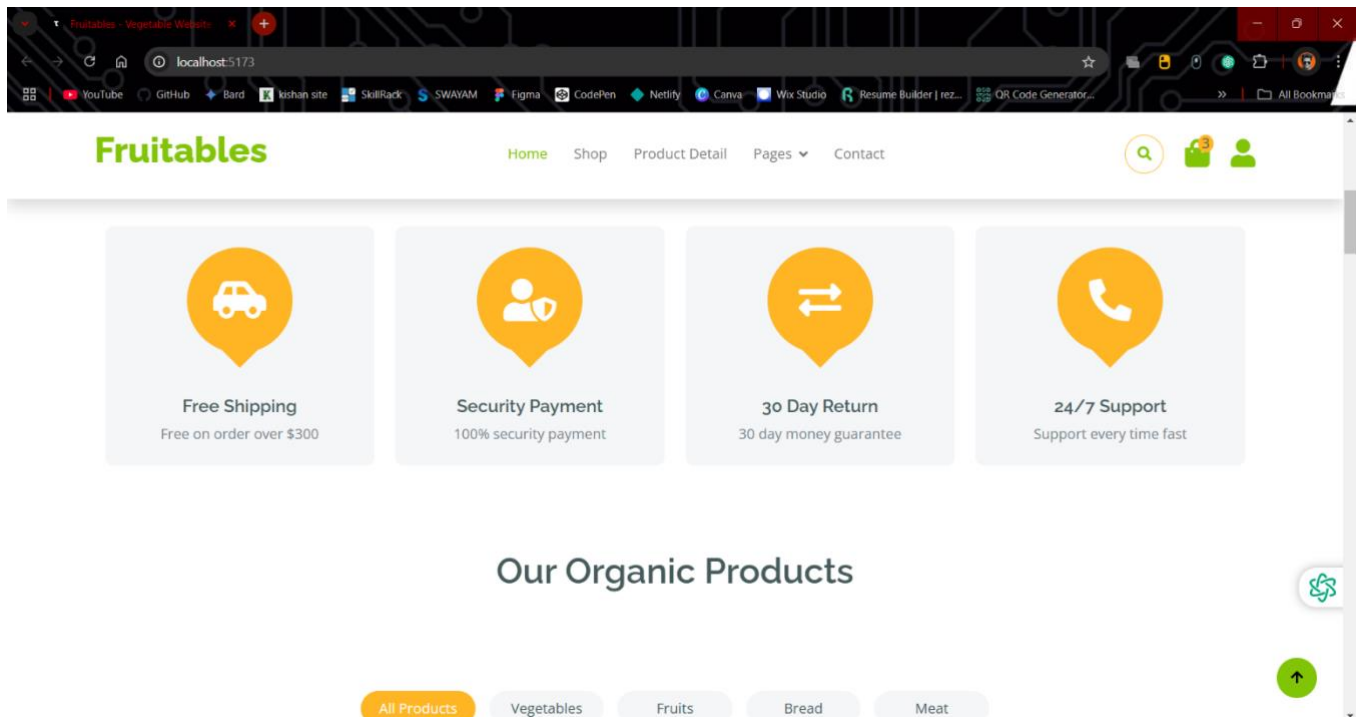 Fruitables - Vegetable Website
localhost:5173
YouTube GitHub Bard kishan site SkillRack SWAYAM Figma CodePen Netlify Canva Wix Studio Resume Builder | rez... QR Code Generator... » All Bookmarks
Fruitables Home Shop Product Detail Pages Contact 3
Free Shipping Security Payment 30 Day Return 24/7 Support
Free on order over $300 100% security payment 30 day money guarantee Support every time fast
Our Organic Products
All Products Vegetables Fruits Bread Meat